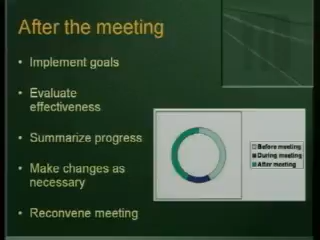 After the meeting
• Implement goals
• Evaluate
effectiveness
• Summarize progress
• Make changes as
necessary
• Reconvene meeting
Before meeting
During meeting
After meeting